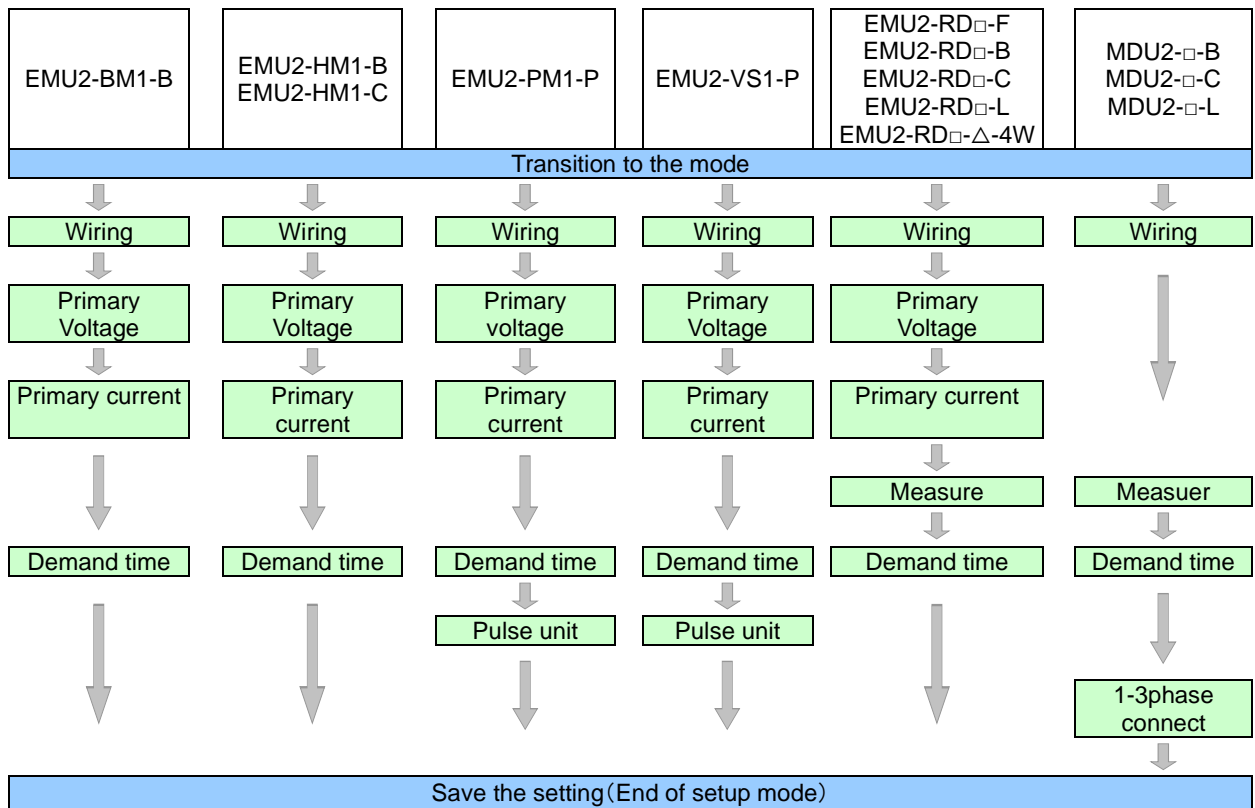 EMU2-BM1-B
EMU2-HM1-B
EMU2-HM1-C
EMU2-PM1-P
EMU2-VS1-P
EMU2-RD□-F
EMU2-RD□-B
EMU2-RD□-C
EMU2-RD□-L
EMU2-RD□-△-4W
MDU2-□-B
MDU2-□-C
MDU2-□-L
Transition to the mode
Wiring
Wiring
Wiring
Wiring
Wiring
Wiring
Primary
Voltage
Primary
Voltage
Primary
voltage
Primary
Voltage
Primary
Voltage
Primary current
Primary
current
Primary
current
Primary
current
Primary current
Measure
Measuer
Demand time
Demand time
Demand time
Demand time
Demand time
Demand time
Pulse unit
Pulse unit
1-3phase
connect
Save the setting(End of setup mode)